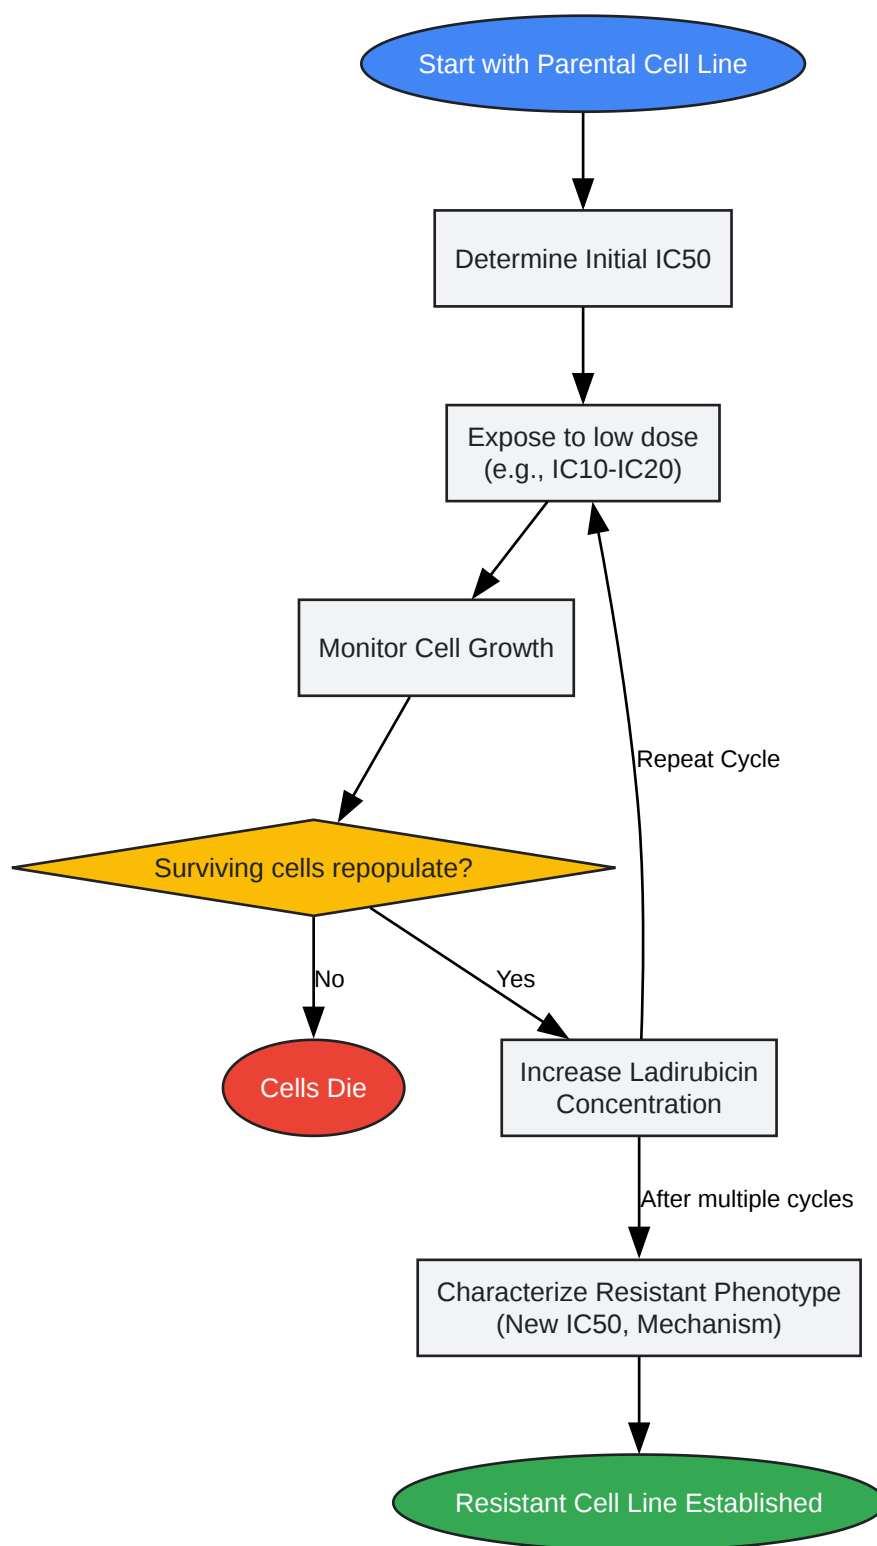 Start with Parental Cell Line
Determine Initial IC50
Expose to low dose
(e.g., IC10-IC20)
Monitor Cell Growth
Repeat Cycle
Surviving cells repopulate?
No
Yes
Cells Die
Increase Ladirubicin
Concentration
After multiple cycles
Characterize Resistant Phenotype
(New IC50, Mechanism)
Resistant Cell Line Established